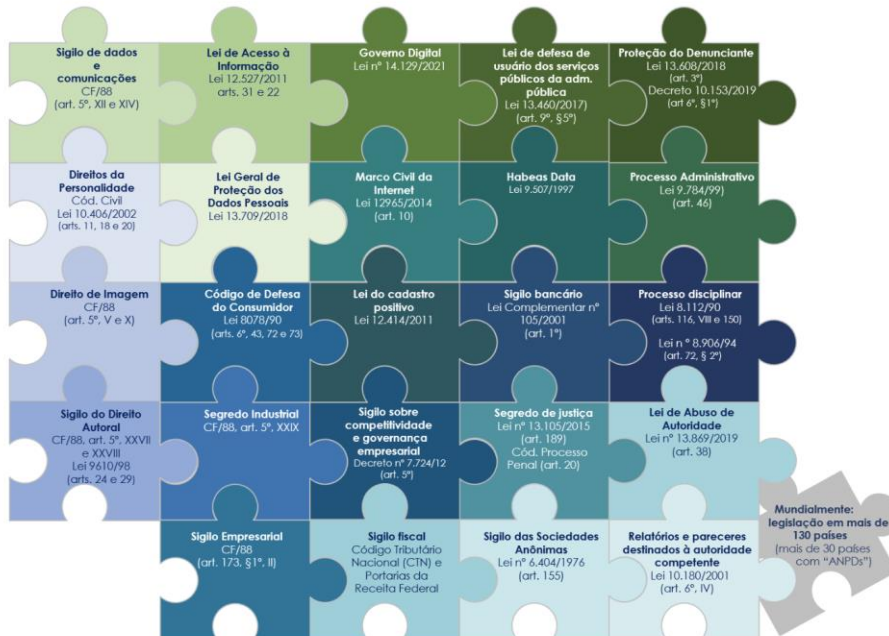 Sigilo de dados
e
comunicações
CF/88
(art. 5º, XII e XIV)
Lei de Acesso à
Informação
Lei 12.527/2011
arts. 31 e 22
Governo Digital
Lei nº 14.129/2021
Lei de defesa de
usuário dos serviços
públicos da adm.
pública
Lei 13.460/2017)
(art. 9º, §5º)
Proteção do Denunciante
Lei 13.608/2018
(art. 3º)
Decreto 10.153/2019
(art 6º, §1º)
Direitos da
Personalidade
Cód. Civil
Lei 10.406/2002
(arts. 11, 18 e 20)
Lei Geral de
Proteção dos
Dados Pessoais
Lei 13.709/2018
Marco Civil da
Internet
Lei 12965/2014
(art. 10)
Habeas Data
Lei 9.507/1997
Processo Administrativo
Lei 9.784/99)
(art. 46)
Direito de Imagem
CF/88
(art. 5º, V e X)
Código de Defesa
do Consumidor
Lei 8078/90
(arts. 6º, 43, 72 e 73)
Lei do cadastro
positivo
Lei 12.414/2011
Sigilo bancário
Lei Complementar nº
105/2001
(art. 1º)
Processo disciplinar
Lei 8.112/90
(arts. 116, VIII e 150)
Lei n º 8.906/94
(art. 72, § 2º)
Sigilo do Direito
Autoral
CF/88, art. 5º, XXVII
e XXVIII
Lei 9610/98
(arts. 24 e 29)
Segredo Industrial
CF/88, art. 5º, XXIX
Sigilo sobre
competitividade
e governança
empresarial
Decreto nº 7.724/12
(art. 5º)
Segredo de justiça
Lei nº 13.105/2015
(art. 189)
Cód. Processo
Penal (art. 20)
Lei de Abuso de
Autoridade
Lei nº 13.869/2019
(art. 38)
Sigilo Empresarial
CF/88
(art. 173, §1º, II)
Sigilo fiscal
Código Tributário
Nacional (CTN) e
Portarias da
Receita Federal
Sigilo das Sociedades
Anônimas
Lei nº 6.404/1976
(art. 155)
Relatórios e pareceres
destinados à autoridade
competente
Lei 10.180/2001
(art. 6º, IV)
Mundialmente:
legislação em mais de
130 países
(mais de 30 países
com "ANPDs")